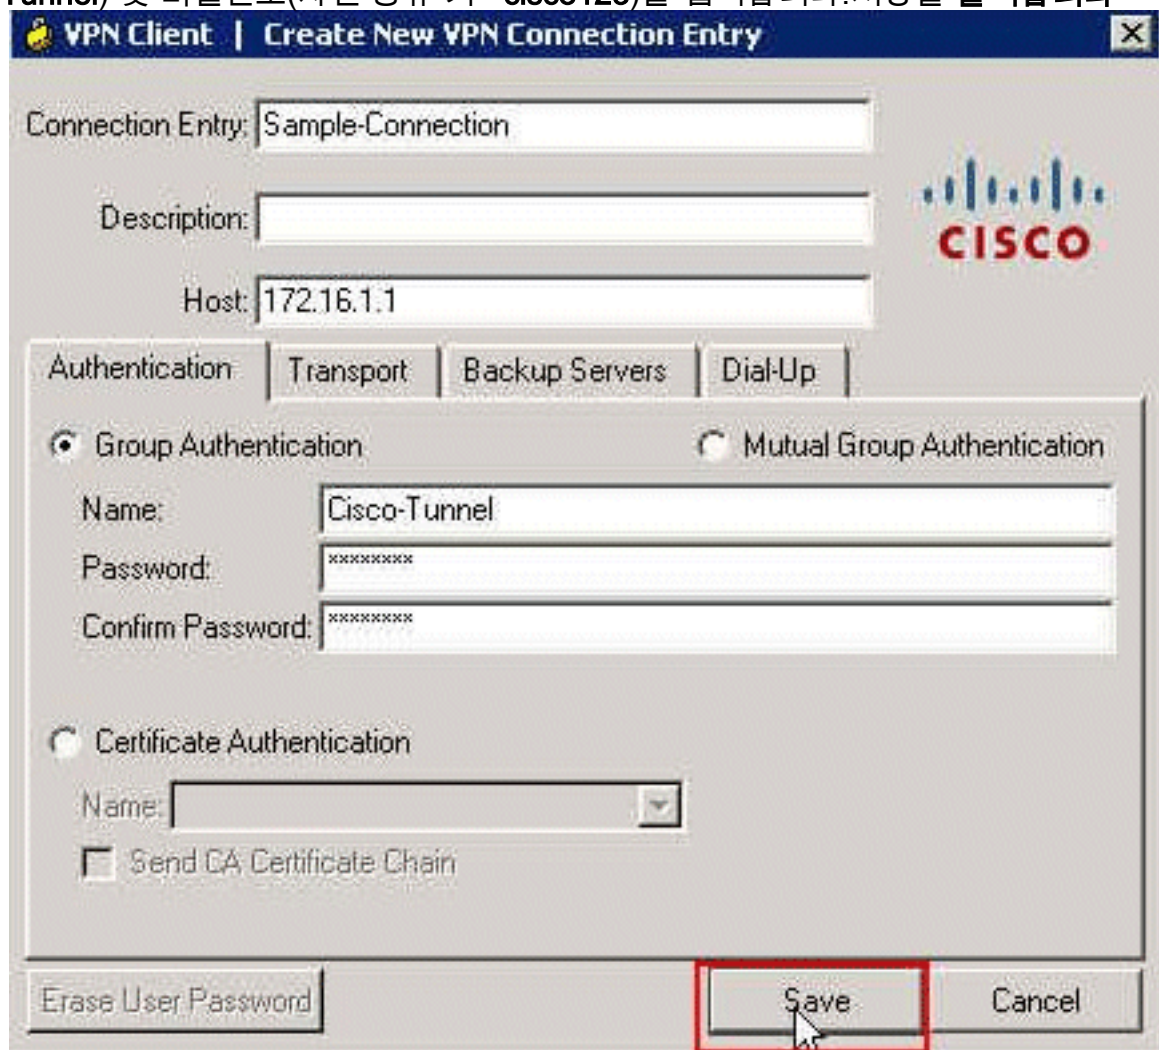 VPN Client | Create New VPN Connection Entry
Connection Entry: Sample-Connection
Description:
CISCO
Host: 172.16.1.1
Authentication Transport Backup Servers Dial-Up
Group Authentication Mutual Group Authentication
Name: Cisco-Tunnel
Password: ********
Confirm Password: ********
Certificate Authentication
Name:
Send CA Certificate Chain
Erase User Password Save Cancel